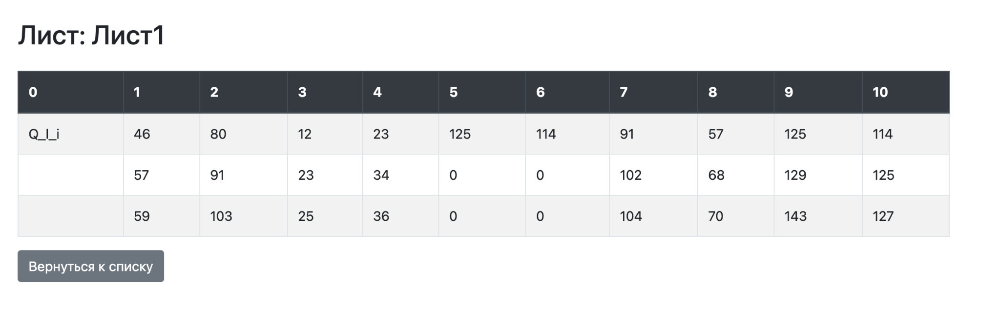 Лист: Лист1
0 1 2 3 4 5 6 7 8 9 10
Q_l_i 46 80 12 23 125 114 91 57 125 114
57 91 23 34 0 0 102 68 129 125
59 103 25 36 0 0 104 70 143 127
Вернуться к списку